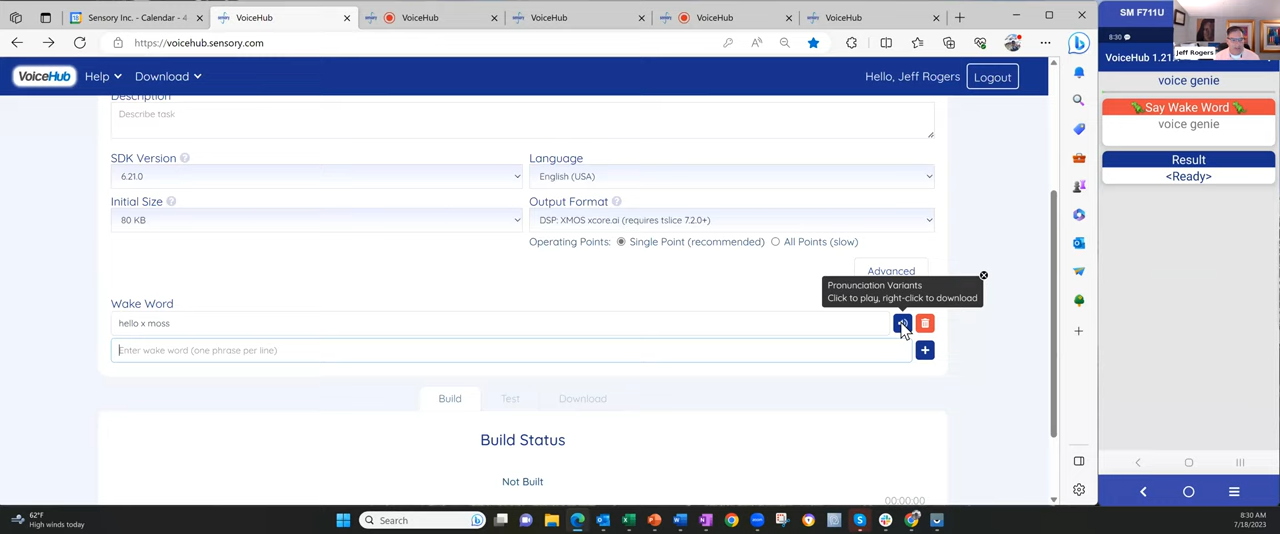 Sensory Inc. - Calendar - 4
VoiceHub
VoiceHub
VoiceHub
VoiceHub
VoiceHub
https://voicehub.sensory.com
VoiceHub
Help
Download
Hello, Jeff Rogers
Logout
Description
Describe task
SDK Version
Language
6.21.0
English (USA)
Initial Size
Output Format
80 KB
DSP: XMOS xcore.ai (requires tslice 7.2.0+)
Operating Points:
Single Point (recommended)
All Points (slow)
Advanced
Pronunciation Variants
Click to play, right-click to download
Wake Word
hello x moss
Enter wake word (one phrase per line)
Build
Test
Download
Build Status
Not Built
00:00:00
SM F711U
8:30
Jeff Rogers
VoiceHub 1.21
voice genie
Say Wake Word
voice genie
Result
<Ready>
62°F
High winds today
Search
8:30 AM
7/18/2023